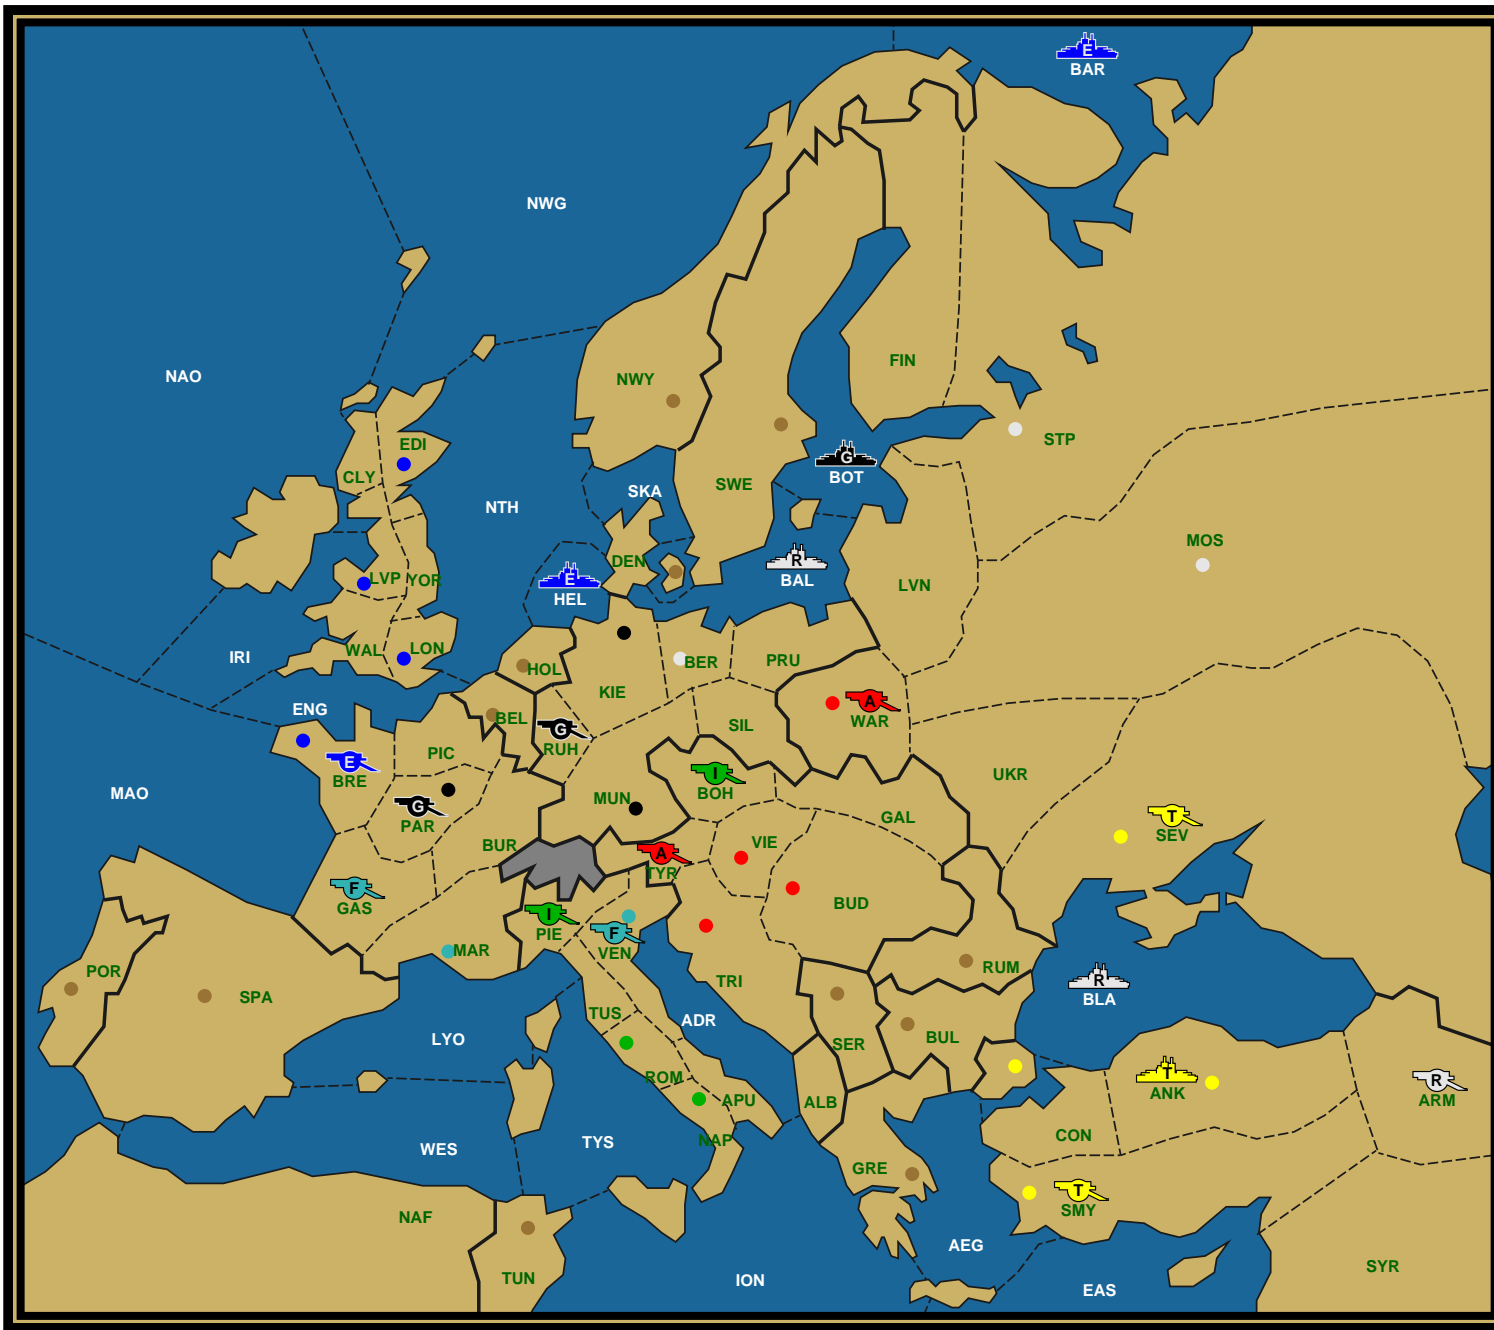 E
BAR
NWG
NAO
FIN
NWY
EDI
STP
CLY
G
BOT
SWE
SKA
NTH
MOS
R
BAL
DEN
E
HEL
LVP
YOR
LVN
WAL
LON
IRI
HOL
BER
PRU
KIE
ENG
BEL
A
WAR
G
RUH
SIL
PIC
E
BRE
I
BOH
UKR
MAO
MUN
G
PAR
GAL
T
SEV
BUR
VIE
A
TYR
F
GAS
BUD
I
PIE
F
VEN
MAR
RUM
POR
SPA
TRI
R
BLA
TUS
ADR
LYO
SER
BUL
ROM
T
ANK
R
ARM
APU
ALB
CON
NAP
TYS
WES
GRE
T
SMY
NAF
AEG
SYR
TUN
ION
EAS